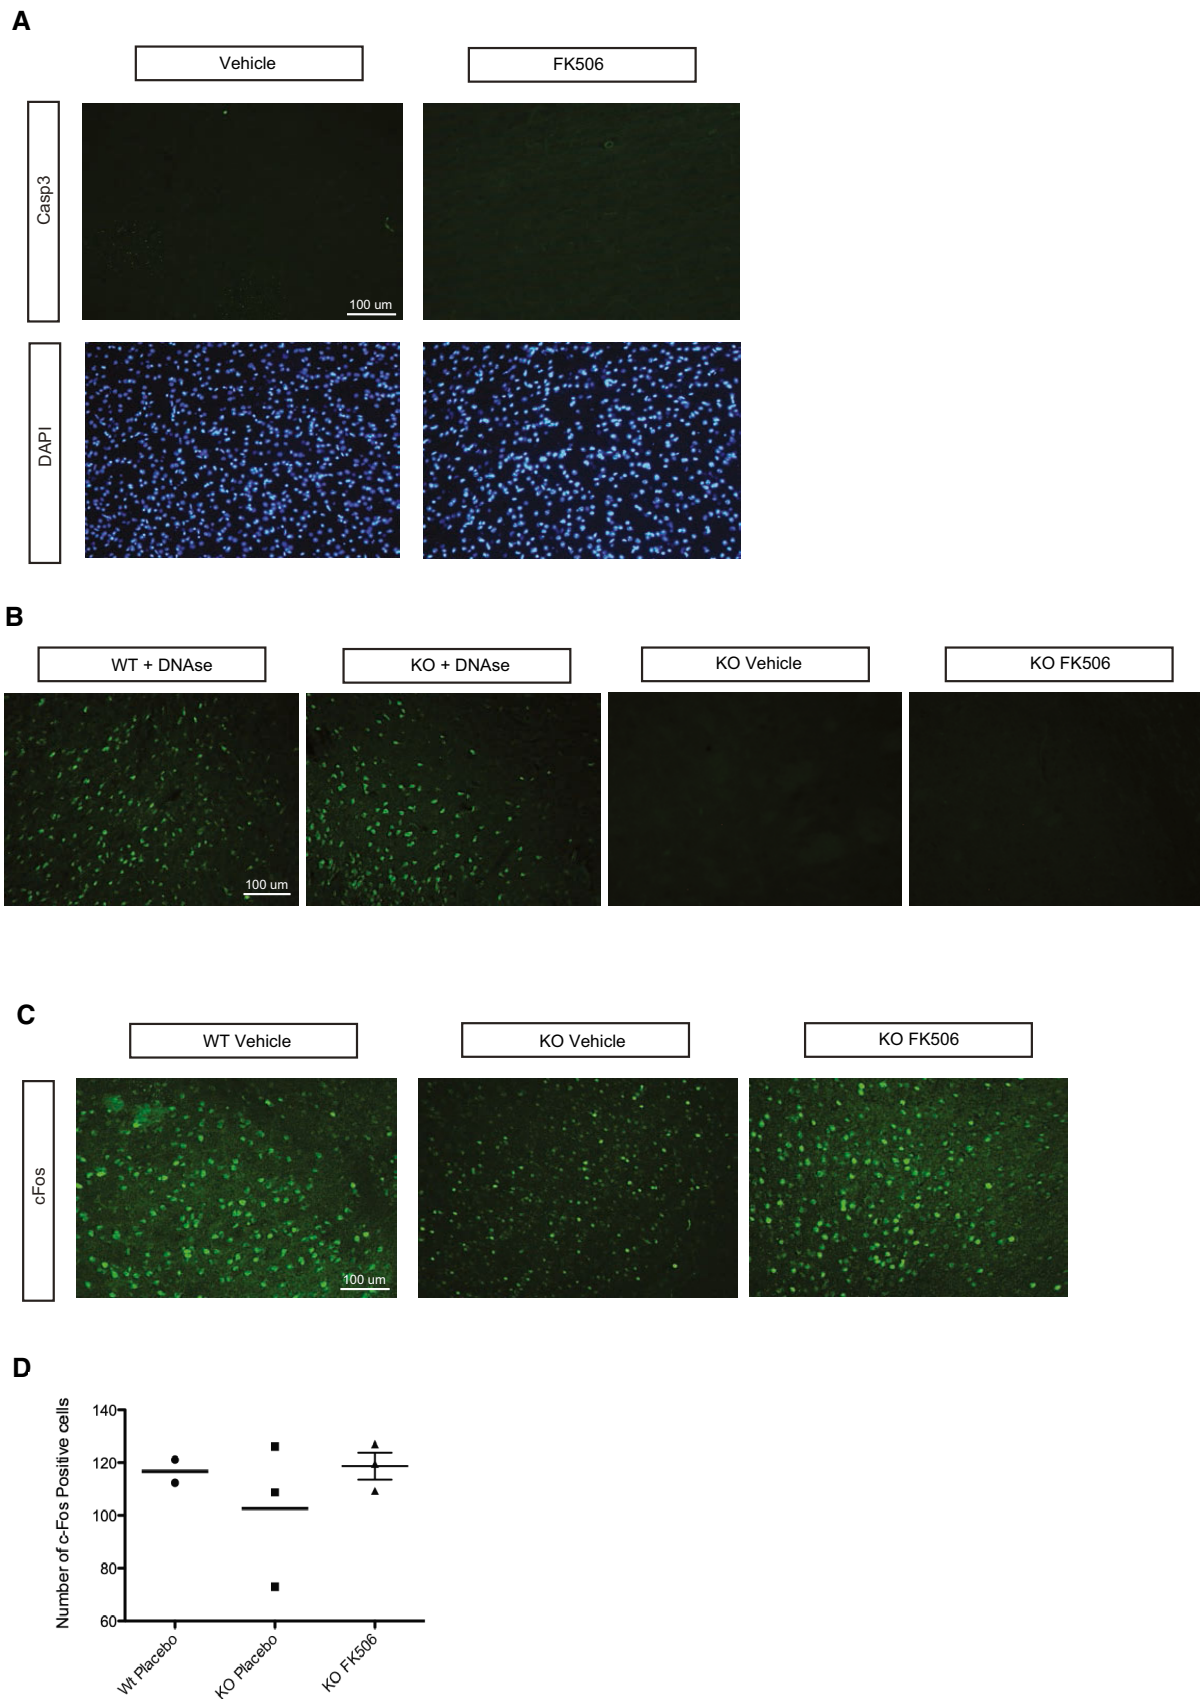 A
Vehicle
FK506
Casp3
100 um
DAPI
B
WT + DNAse
KO + DNAse
KO Vehicle
KO FK506
100 um
C
WT Vehicle
KO Vehicle
KO FK506
cFos
100 um
D
Number of c-Fos Positive cells
140
120
100
80
60
Wt Placebo
KO Placebo
KO FK506